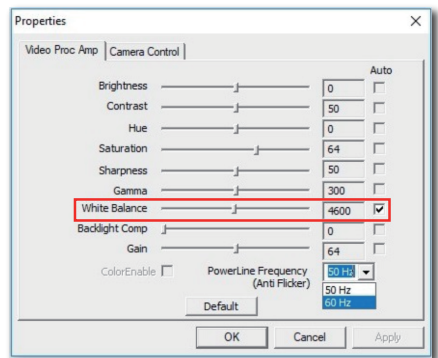 Properties
Video Proc Amp Camera Control
Auto
Brightness 0
Contrast 50
Hue 0
Saturation 64
Sharpness 50
Gamma 300
White Balance 4600
Backlight Comp 0
Gain 64
ColorEnable PowerLine Frequency 50 Hz
(Anti Flicker)
50 Hz
60 Hz
Default
OK Cancel Apply